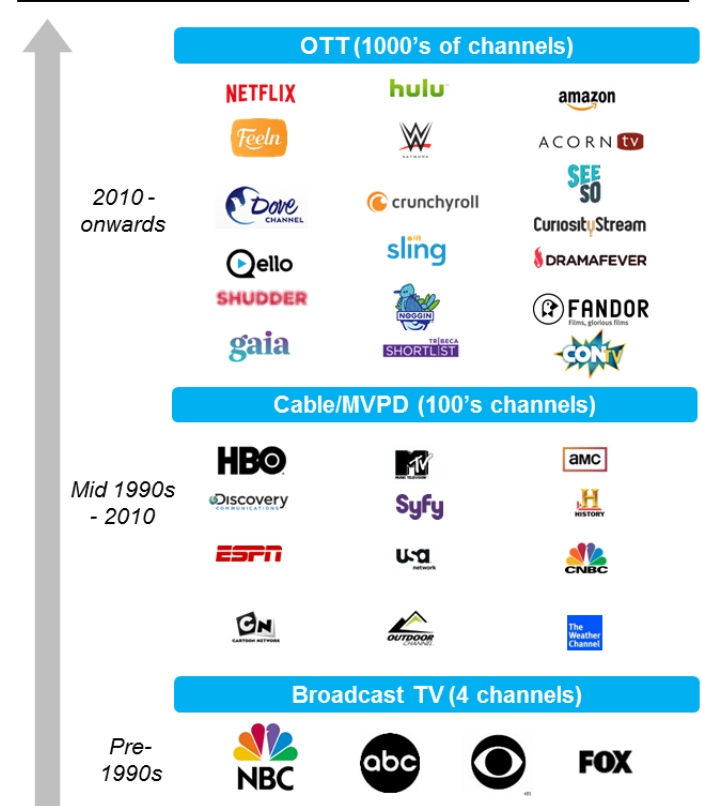 OTT (1000's of channels)
NETFLIX
hulu
amazon
Feeln
W
NETWORK
ACORN tv
2010 -
onwards
Dove
CHANNEL
crunchyroll
SEE
SO
CuriosityStream
Qello
sling
DRAMAFEVER
SHUDDER
NOGGIN
FANDOR
Films, glorious films
gaia
TRIBECA
SHORTLIST
CONtv
Cable/MVPD (100's channels)
Mid 1990s
- 2010
HBO
MTV
MUSIC TELEVISION
amc
Discovery
COMMUNICATIONS
Syfy
H
HISTORY
ESPN
usa
network
CNBC
CN
CARTOON NETWORK
OUTDOOR
CHANNEL
The
Weather
Channel
Broadcast TV (4 channels)
Pre-
1990s
NBC
abc
FOX